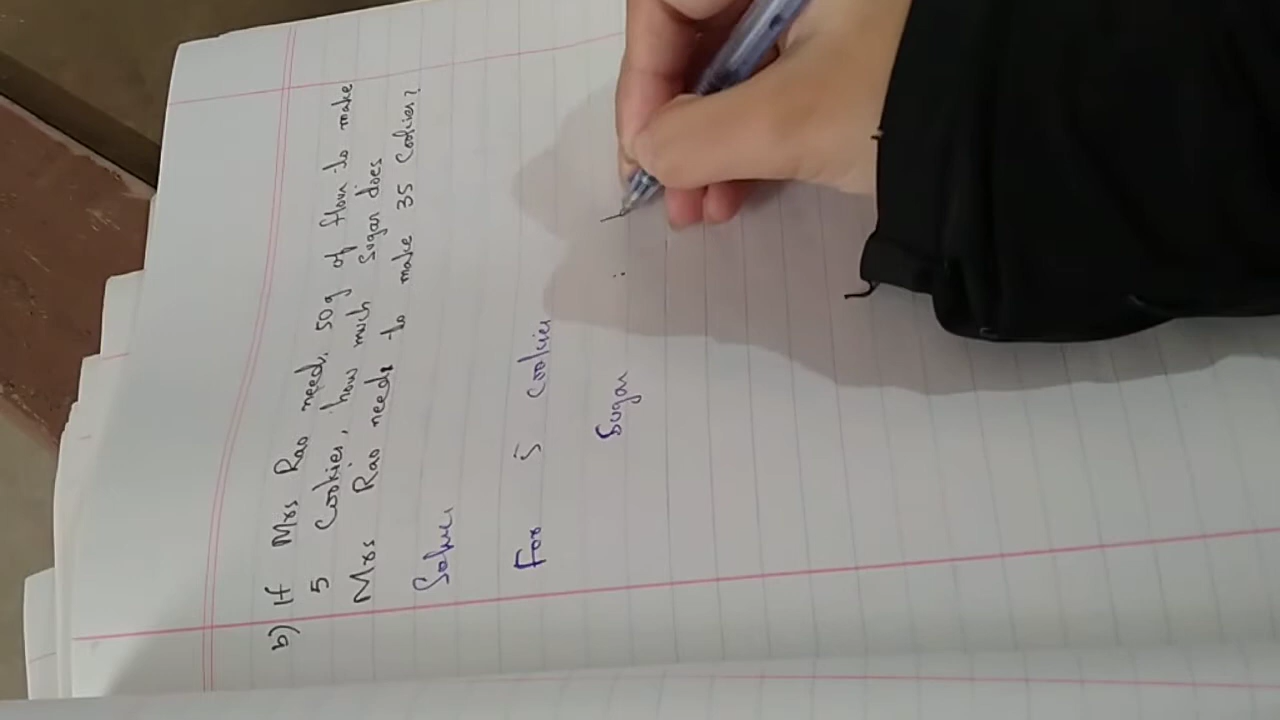 b) If Mrs Rao needs 50g of flour to make
5 Cookies, how much Sugar does
Mrs Rao needs to make 35 Cookies?
Solve:
For 5 Cookies
Sugar :